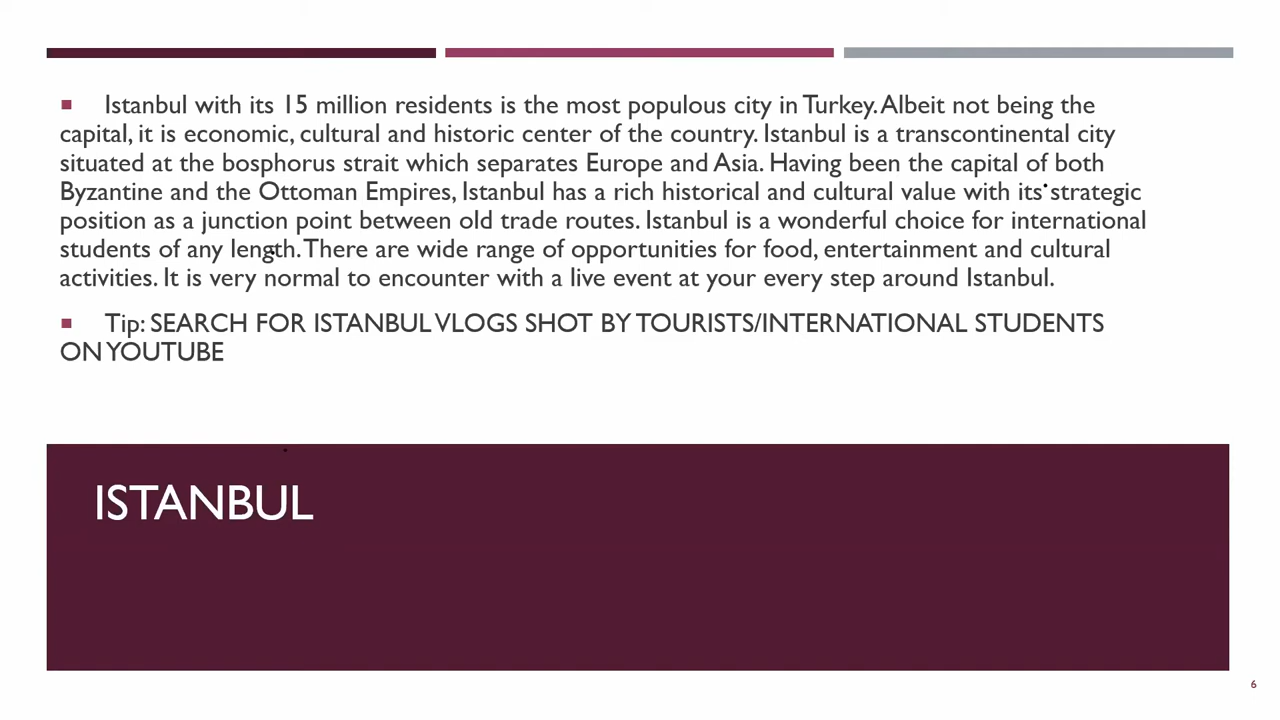 Istanbul with its 15 million residents is the most populous city in Turkey. Albeit not being the
capital, it is economic, cultural and historic center of the country. Istanbul is a transcontinental city
situated at the bosphorus strait which separates Europe and Asia. Having been the capital of both
Byzantine and the Ottoman Empires, Istanbul has a rich historical and cultural value with its strategic
position as a junction point between old trade routes. Istanbul is a wonderful choice for international
students of any length. There are wide range of opportunities for food, entertainment and cultural
activities. It is very normal to encounter with a live event at your every step around Istanbul.
Tip: SEARCH FOR ISTANBUL VLOGS SHOT BY TOURISTS/INTERNATIONAL STUDENTS
ON YOUTUBE
ISTANBUL
6